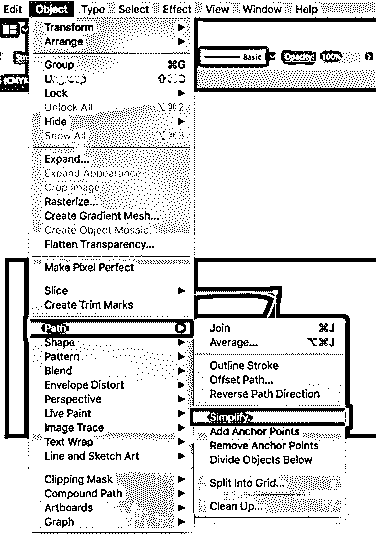 Edit Object Type Select Effect View Window Help
Transform
Arrange
Basic Opacity 100%
Group ⌘G
Lock
Unlock All
Hide
Show All
Expand...
Expand Appearance
Crop Image
Rasterize...
Create Gradient Mesh...
Create Object Mosaic...
Flatten Transparency...
Make Pixel Perfect
Slice
Create Trim Marks
Path
Join ⌘J
Shape
Average... ⌥⌘J
Pattern
Blend
Outline Stroke
Envelope Distort
Offset Path...
Perspective
Reverse Path Direction
Live Paint
Simplify...
Image Trace
Add Anchor Points
Text Wrap
Remove Anchor Points
Line and Sketch Art
Divide Objects Below
Clipping Mask
Split Into Grid...
Compound Path
Artboards
Clean Up...
Graph